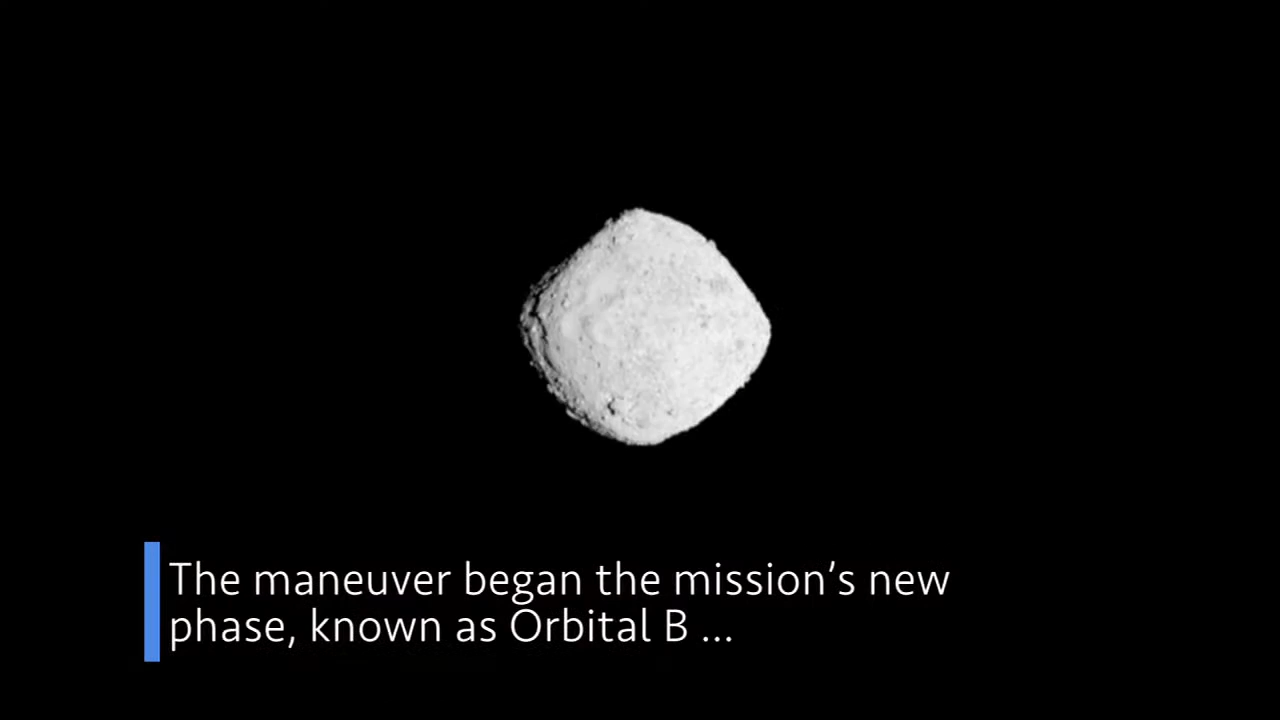 The maneuver began the mission’s new
phase, known as Orbital B ...